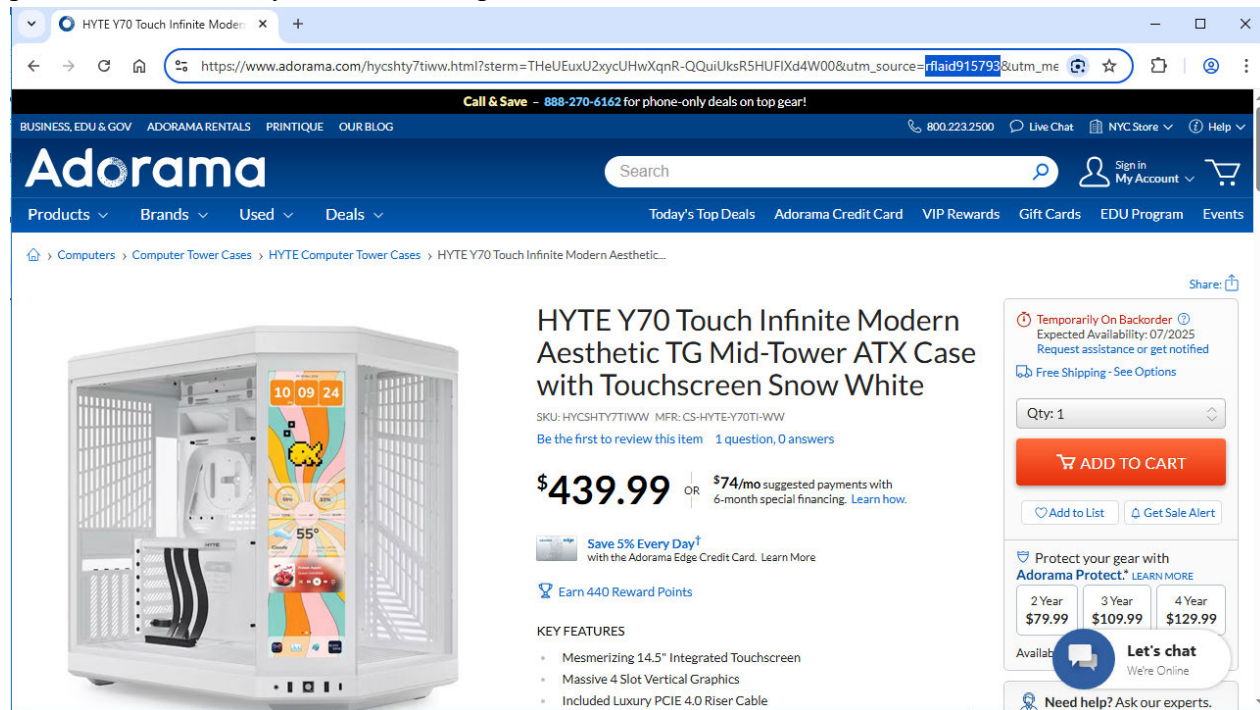 HYTE Y70 Touch Infinite Modern
https://www.adorama.com/hycshty7tiww.html?sterm=THeUEuxU2xycUHwXqnR-QQuiUksR5HUFIXd4W00&utm_source=rflaid915793&utm_me
Call & Save – 888-270-6162 for phone-only deals on top gear!
BUSINESS, EDU & GOV ADORAMA RENTALS PRINTIQUE OUR BLOG 800.223.2500 Live Chat NYC Store Help
Adorama Search Sign in
My Account
Products Brands Used Deals Today's Top Deals Adorama Credit Card VIP Rewards Gift Cards EDU Program Events
Computers › Computer Tower Cases › HYTE Computer Tower Cases › HYTE Y70 Touch Infinite Modern Aesthetic...
Share:
10 09 24
55°
HYTE
HYTE Y70 Touch Infinite Modern
Aesthetic TG Mid-Tower ATX Case
with Touchscreen Snow White
SKU: HYCSHTY7TIWW MFR: CS-HYTE-Y70TI-WW
Be the first to review this item 1 question, 0 answers
$439.99 OR $74/mo suggested payments with
6-month special financing. Learn how.
Save 5% Every Day†
with the Adorama Edge Credit Card. Learn More
Earn 440 Reward Points
KEY FEATURES
Mesmerizing 14.5" Integrated Touchscreen
Massive 4 Slot Vertical Graphics
Included Luxury PCIE 4.0 Riser Cable
Temporarily On Backorder
Expected Availability: 07/2025
Request assistance or get notified
Free Shipping - See Options
Qty: 1
ADD TO CART
Add to List Get Sale Alert
Protect your gear with
Adorama Protect.* LEARN MORE
2 Year 3 Year 4 Year
$79.99 $109.99 $129.99
Availab
Let's chat
We're Online
Need help? Ask our experts.